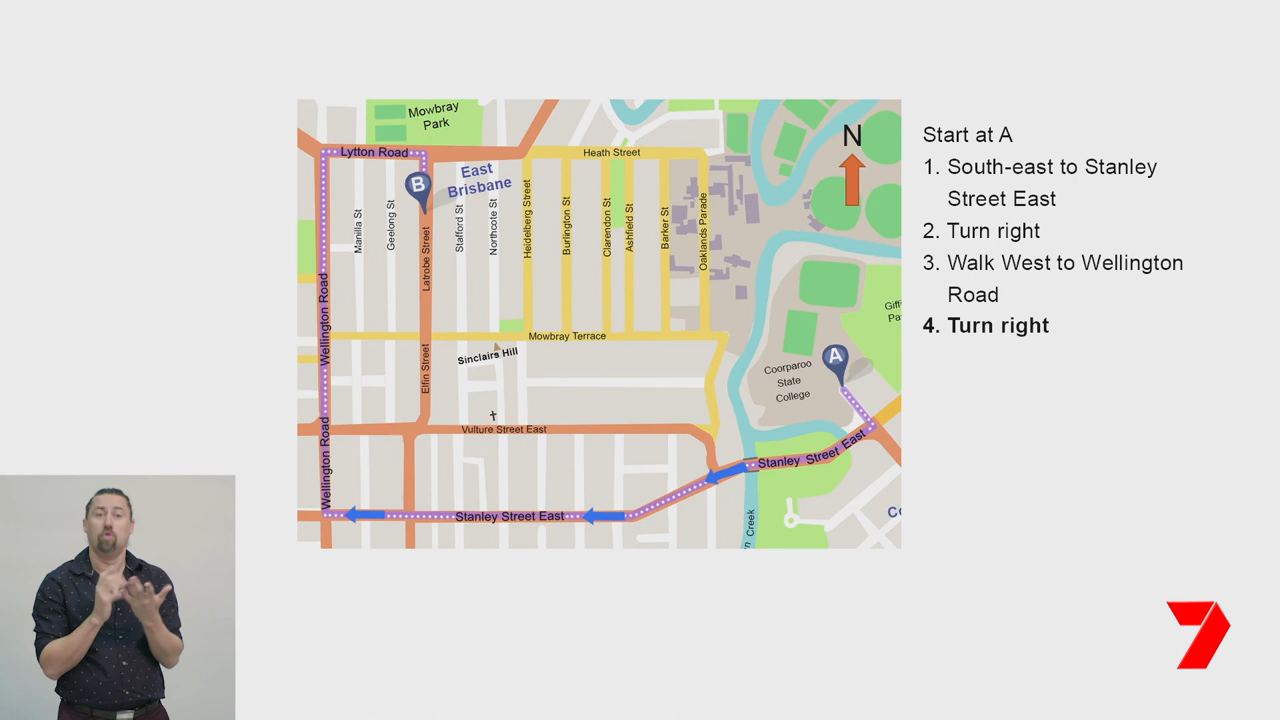 Mowbray
Park
N
Start at A
1. South-east to Stanley
Street East
2. Turn right
3. Walk West to Wellington
Road
4. Turn right
Lytton Road
Heath Street
B
East
Brisbane
Manilla St
Geelong St
Latrobe Street
Stafford St
Northcote St
Heidelberg Street
Burlington St
Clarendon St
Ashfield St
Barker St
Oaklands Parade
Wellington Road
Mowbray Terrace
Sinclairs Hill
Elfin Street
A
Coorparoo
State
College
Vulture Street East
Wellington Road
Stanley Street East
Stanley Street East
Creek
7